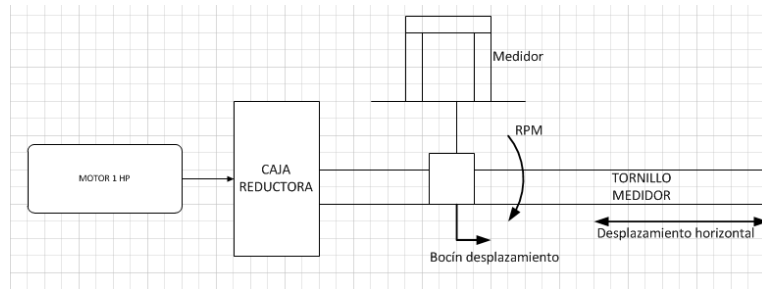 Medidor
RPM
MOTOR 1 HP
CAJA
REDUCTORA
TORNILLO
MEDIDOR
Desplazamiento horizontal
Bocín desplazamiento